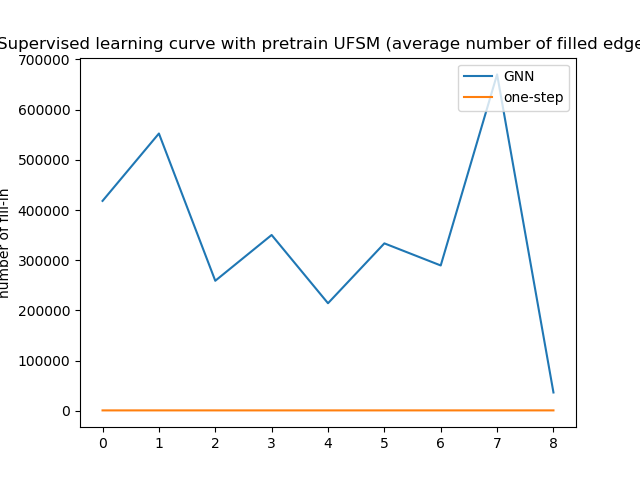 Supervised learning curve with pretrain UFSM (average number of filled edge
GNN
one-step
number of fill-in
700000
600000
500000
400000
300000
200000
100000
0
0 1 2 3 4 5 6 7 8